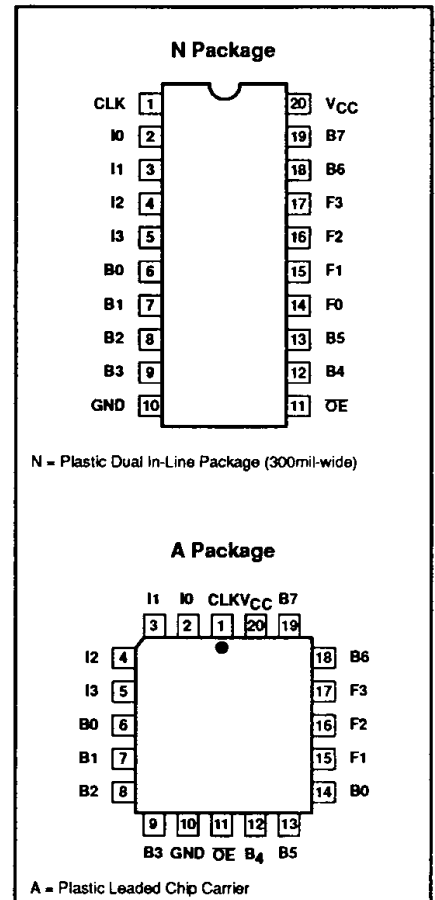 N Package
CLK 1 20 VCC
I0 2 19 B7
I1 3 18 B6
I2 4 17 F3
I3 5 16 F2
B0 6 15 F1
B1 7 14 F0
B2 8 13 B5
B3 9 12 B4
GND 10 11 OE
N = Plastic Dual In-Line Package (300mil-wide)
A Package
I1 I0 CLK VCC B7
3 2 1 20 19
I2 4 18 B6
I3 5 17 F3
B0 6 16 F2
B1 7 15 F1
B2 8 14 B0
9 10 11 12 13
B3 GND OE B4 B5
A = Plastic Leaded Chip Carrier